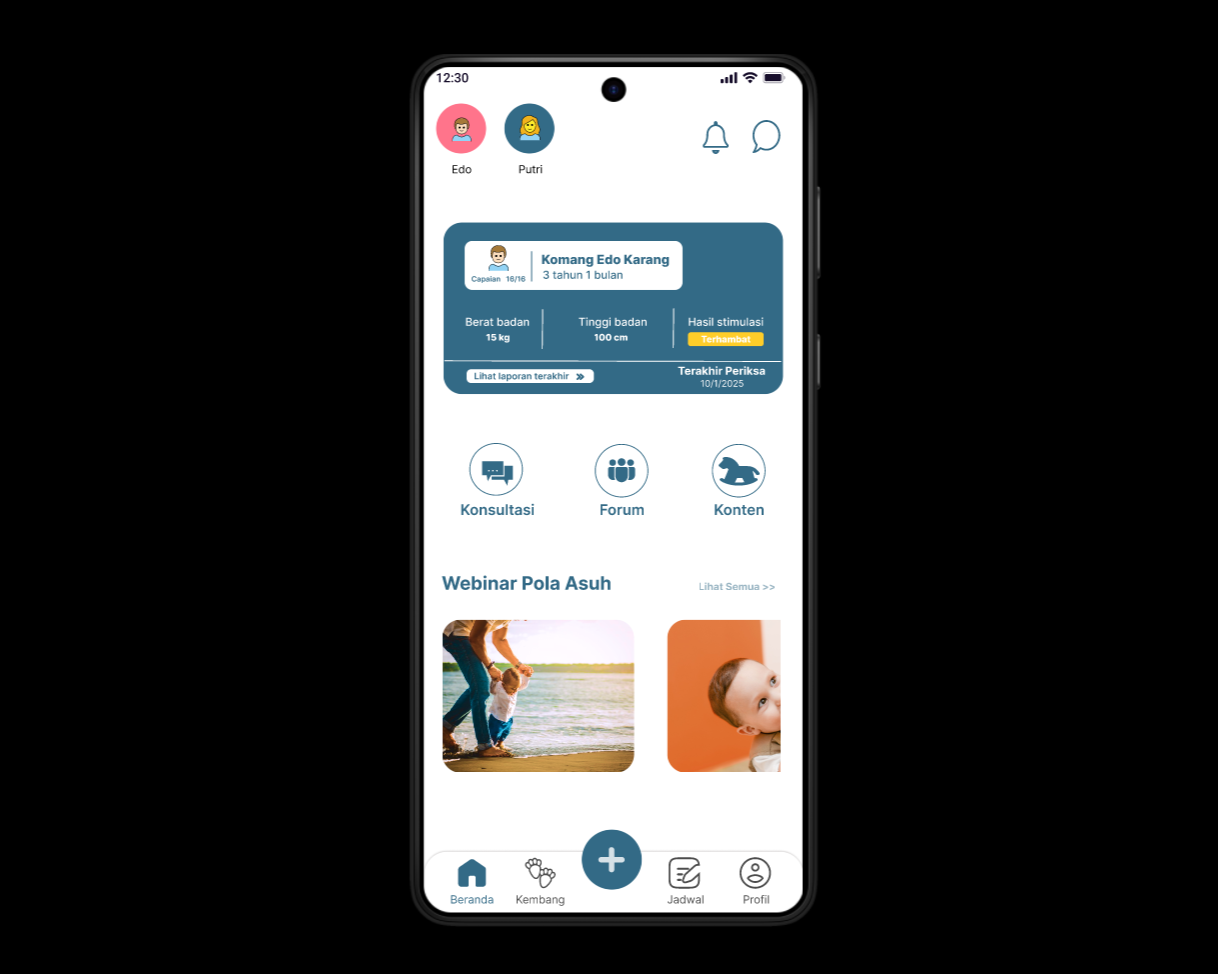 12:30
Edo
Putri
Komang Edo Karang
3 tahun 1 bulan
Capaian 16/16
Berat badan
15 kg
Tinggi badan
100 cm
Hasil stimulasi
Terhambat
Lihat laporan terakhir
Terakhir Periksa
10/1/2025
Konsultasi
Forum
Konten
Webinar Pola Asuh
Lihat Semua >>
Beranda
Kembang
Jadwal
Profil